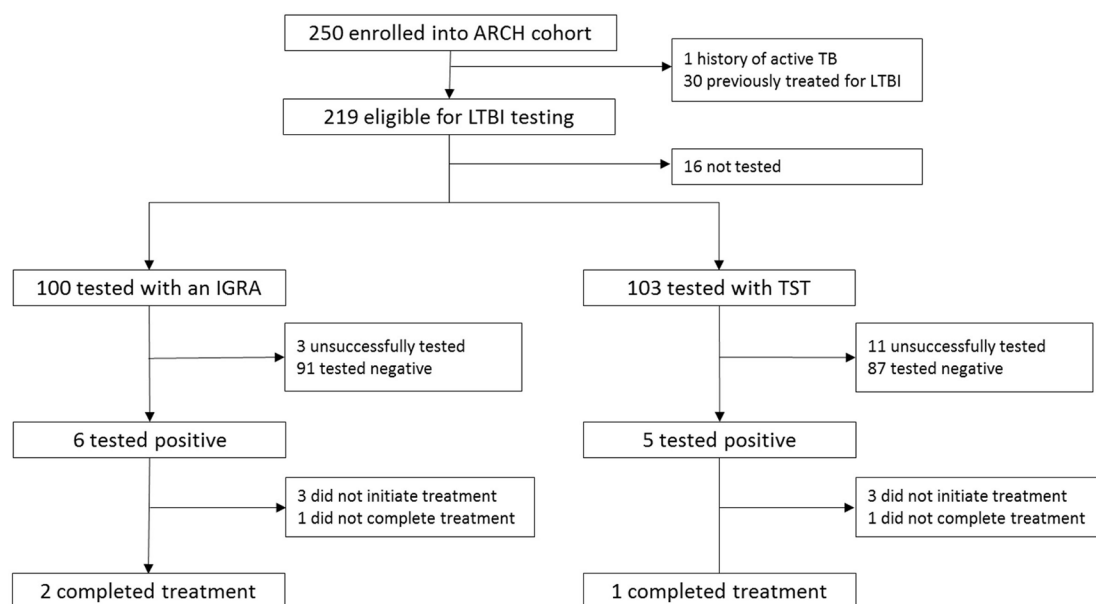 250 enrolled into ARCH cohort
1 history of active TB
30 previously treated for LTBI
219 eligible for LTBI testing
16 not tested
100 tested with an IGRA
103 tested with TST
3 unsuccessfully tested
91 tested negative
11 unsuccessfully tested
87 tested negative
6 tested positive
5 tested positive
3 did not initiate treatment
1 did not complete treatment
3 did not initiate treatment
1 did not complete treatment
2 completed treatment
1 completed treatment